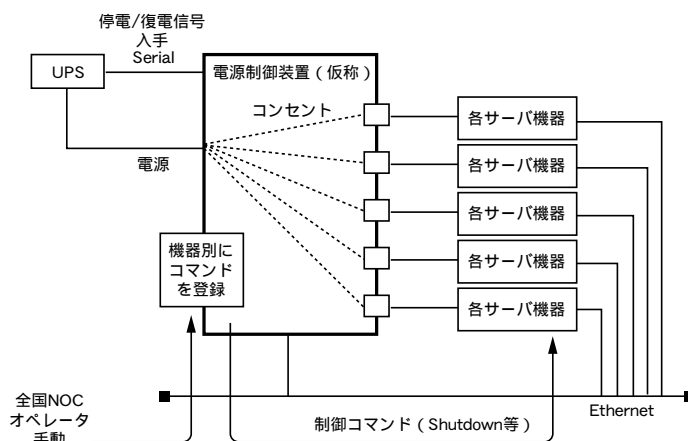 停電/復電信号
入手
Serial
UPS
電源制御装置(仮称)
コンセント
電源
各サーバ機器
各サーバ機器
各サーバ機器
各サーバ機器
各サーバ機器
機器別に
コマンド
を登録
全国NOC
オペレータ
手動
制御コマンド(Shutdown等)
Ethernet